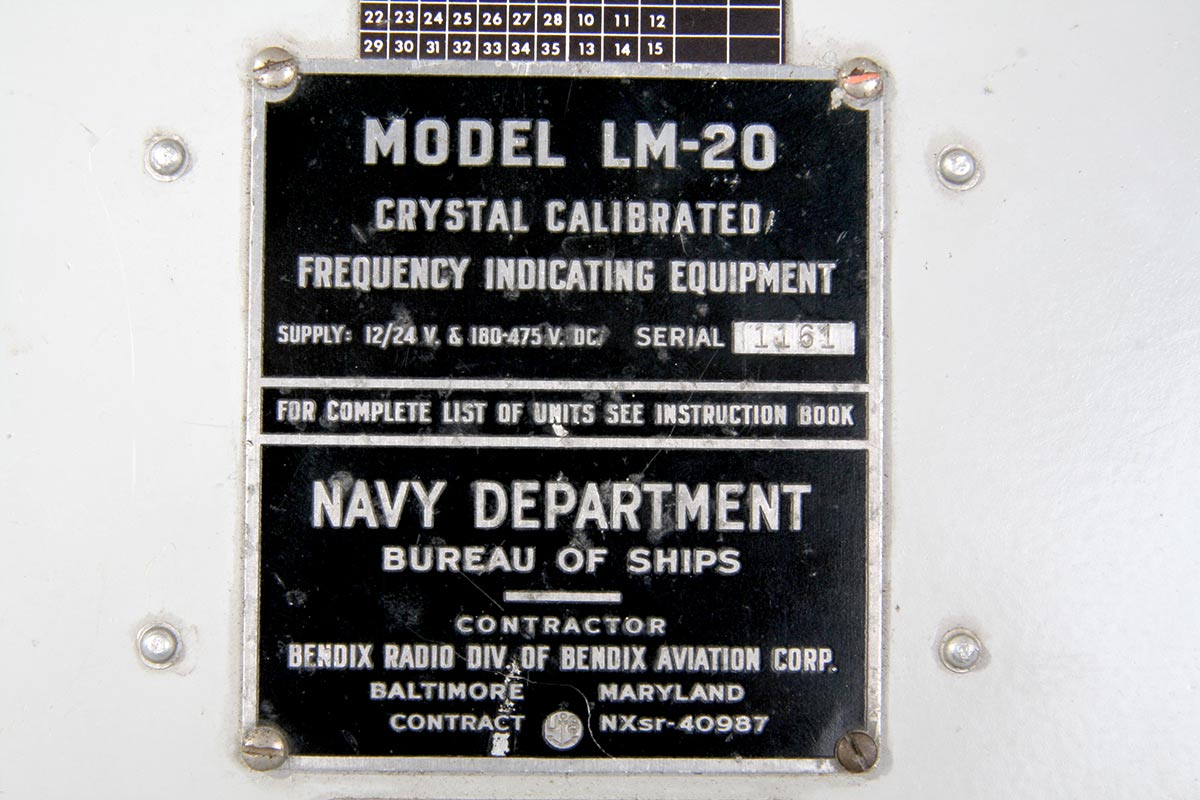 22 23 24 25 26 27 28 10 11 12
29 30 31 32 33 34 35 13 14 15
MODEL LM-20
CRYSTAL CALIBRATED
FREQUENCY INDICATING EQUIPMENT
SUPPLY: 12/24 V. & 180-475 V. DC. SERIAL 1161
FOR COMPLETE LIST OF UNITS SEE INSTRUCTION BOOK
NAVY DEPARTMENT
BUREAU OF SHIPS
CONTRACTOR
BENDIX RADIO DIV. OF BENDIX AVIATION CORP.
BALTIMORE MARYLAND
CONTRACT NXsr-40987